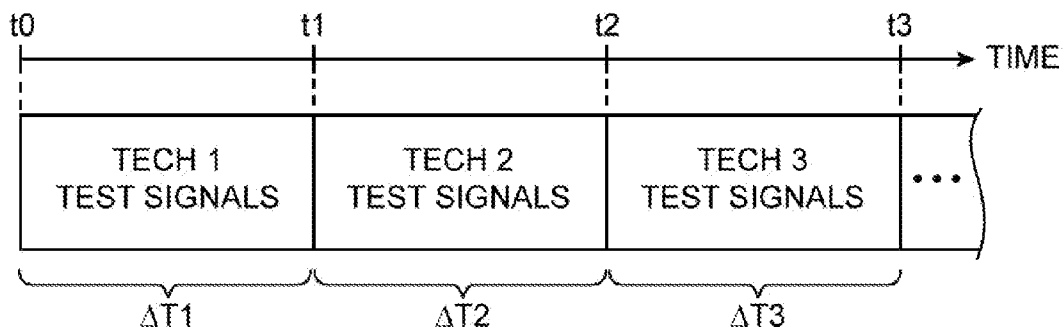 t0 t1 t2 t3
TIME
TECH 1
TEST SIGNALS
TECH 2
TEST SIGNALS
TECH 3
TEST SIGNALS
•••
ΔT1 ΔT2 ΔT3